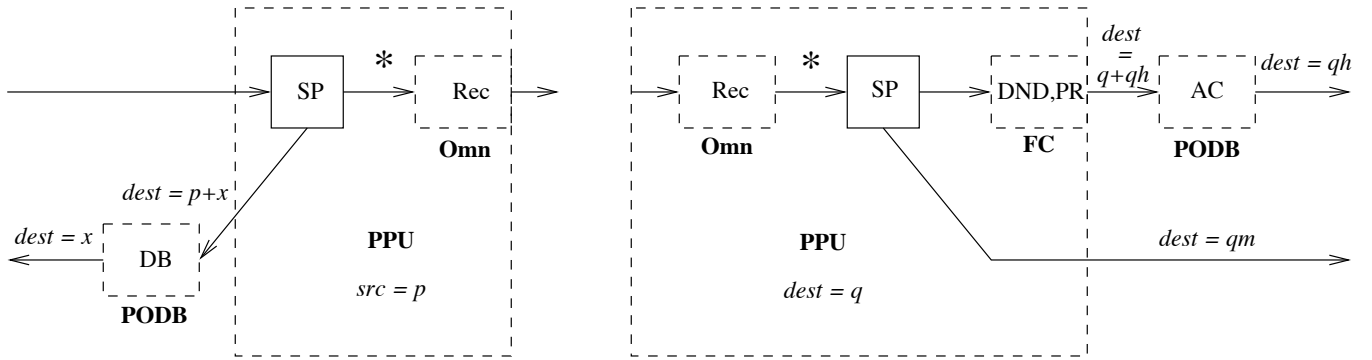 *
SP
Rec
Omn
dest = p+x
dest = x
DB
PODB
PPU
src = p
*
Rec
Omn
SP
DND,PR
FC
dest
=
q+qh
AC
PODB
dest = qh
PPU
dest = q
dest = qm